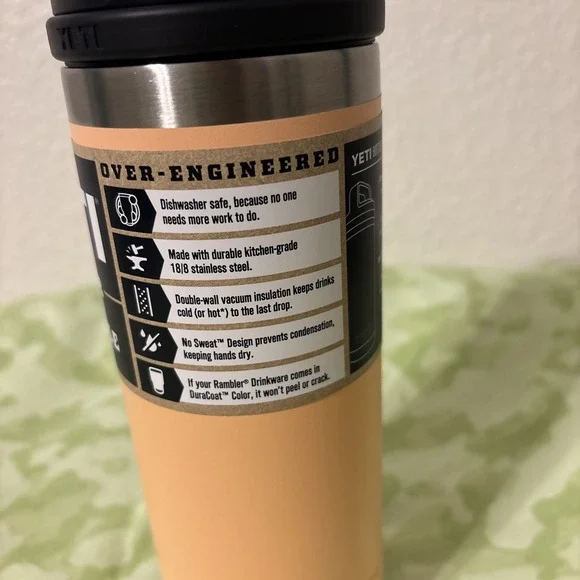 YETI
OVER-ENGINEERED
Dishwasher safe, because no one
needs more work to do.
Made with durable kitchen-grade
18/8 stainless steel.
Double-wall vacuum insulation keeps drinks
cold (or hot*) to the last drop.
No Sweat™ Design prevents condensation,
keeping hands dry.
If your Rambler® Drinkware comes in
DuraCoat™ Color, it won't peel or crack.
YETI